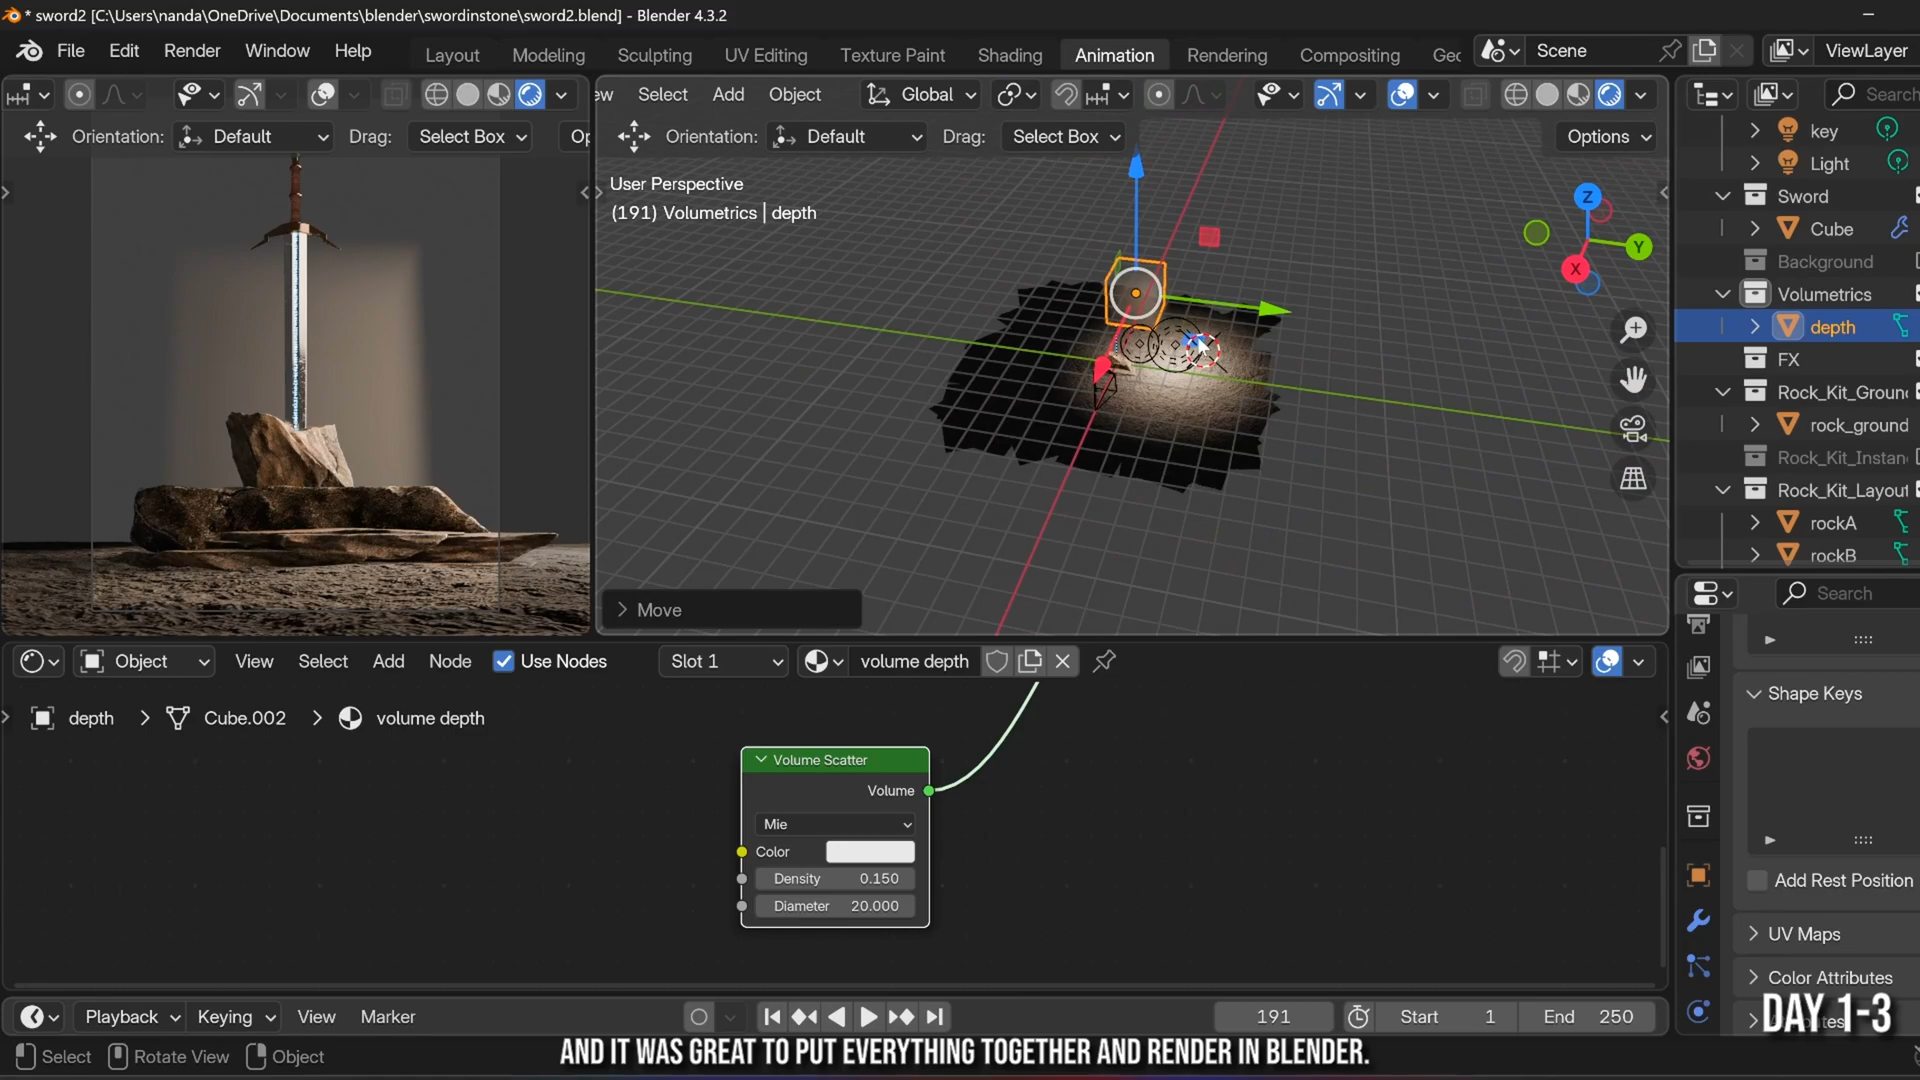 * sword2 [C:\Users\nanda\OneDrive\Documents\blender\swordinstone\sword2.blend] - Blender 4.3.2
File Edit Render Window Help Layout Modeling Sculpting UV Editing Texture Paint Shading Animation Rendering Compositing Geo Scene ViewLayer
ew Select Add Object Global Search
Orientation: Default Drag: Select Box Op Orientation: Default Drag: Select Box Options
User Perspective
(191) Volumetrics | depth
Z
Y
X
key
Light
Sword
Cube
Background
Volumetrics
depth
FX
Rock_Kit_Groun
rock_ground
Rock_Kit_Instan
Rock_Kit_Layout
rockA
rockB
Move
Search
Object View Select Add Node Use Nodes Slot 1 volume depth
depth Cube.002 volume depth
Volume Scatter
Volume
Mie
Color
Density 0.150
Diameter 20.000
Shape Keys
Add Rest Position
UV Maps
Color Attributes
DAY 1-3
Playback Keying View Marker 191 Start 1 End 250
Select Rotate View Object
AND IT WAS GREAT TO PUT EVERYTHING TOGETHER AND RENDER IN BLENDER.